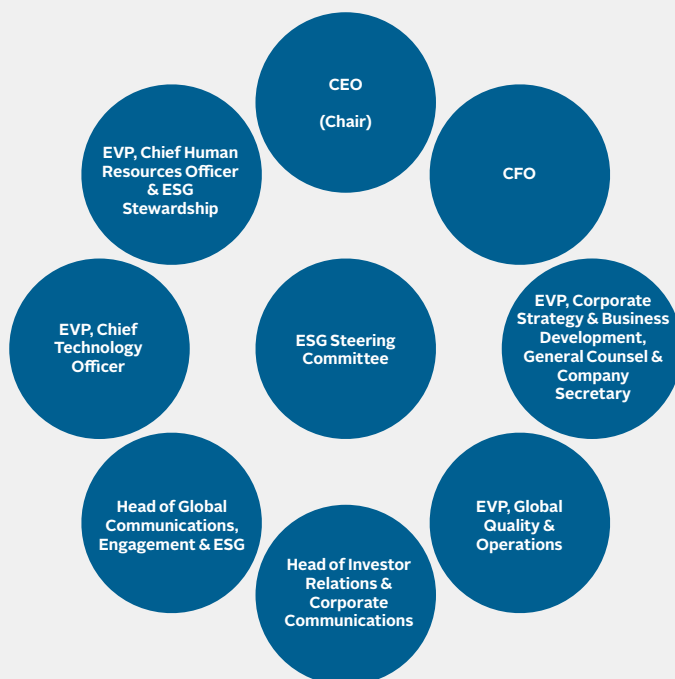 CEO
(Chair)
EVP, Chief Human
Resources Officer
& ESG
Stewardship
CFO
EVP, Chief
Technology
Officer
ESG Steering
Committee
EVP, Corporate
Strategy & Business
Development,
General Counsel &
Company
Secretary
Head of Global
Communications,
Engagement & ESG
EVP, Global
Quality &
Operations
Head of Investor
Relations &
Corporate
Communications